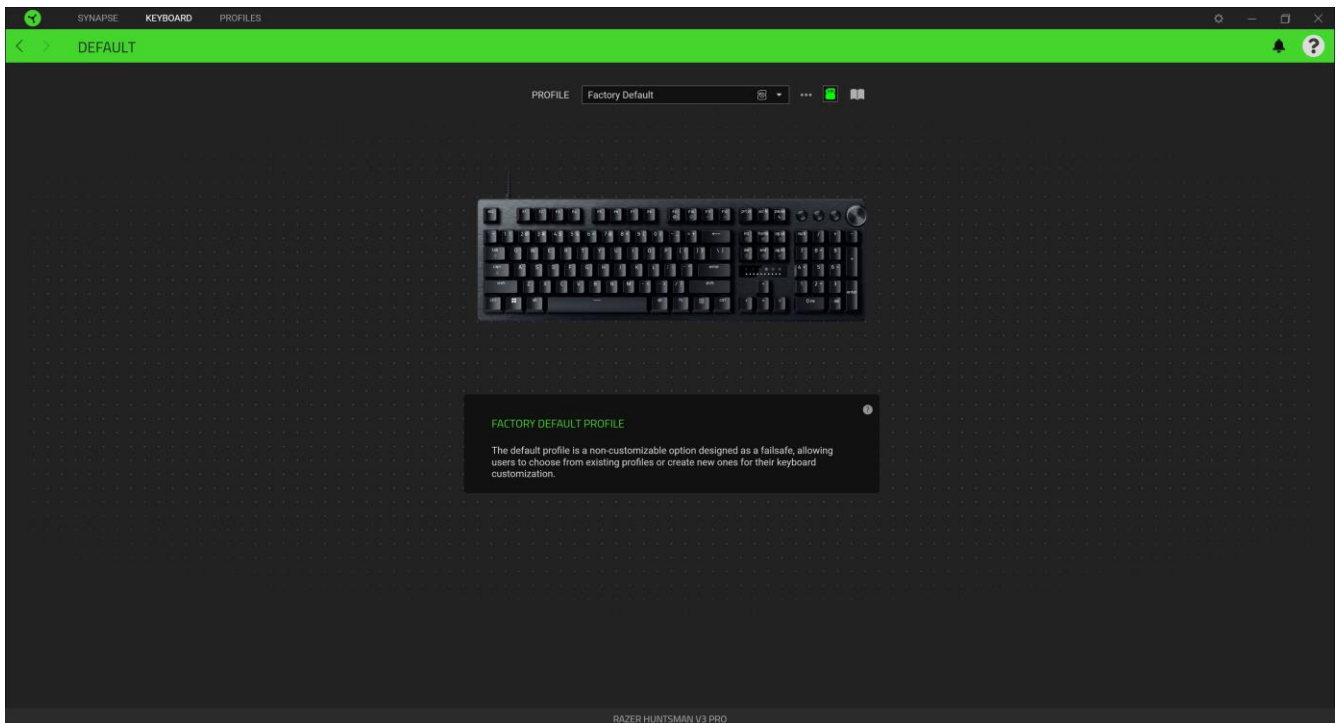 SYNAPSE KEYBOARD PROFILES
DEFAULT
?
PROFILE Factory Default
FACTORY DEFAULT PROFILE
The default profile is a non-customizable option designed as a failsafe, allowing
users to choose from existing profiles or create new ones for their keyboard
customization.
RAZER HUNTSMAN V3 PRO